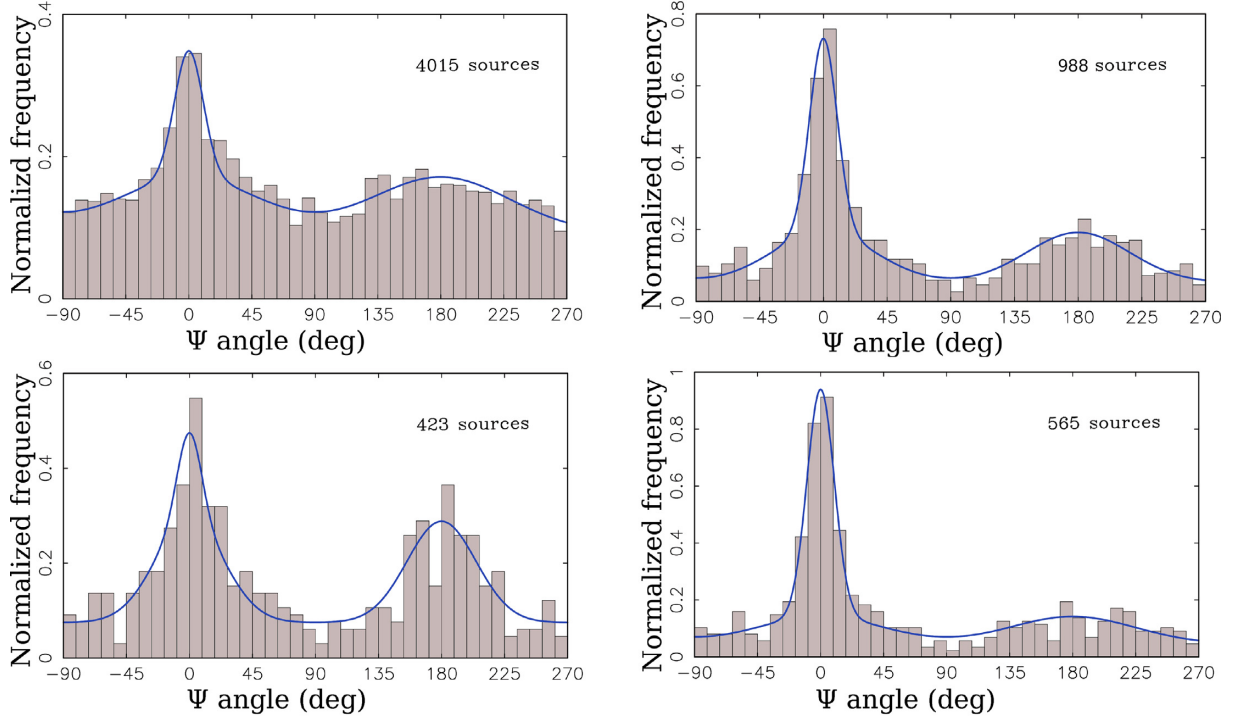 Normalizd frequency
0.4
0.2
0
4015 sources
−90 −45 0 45 90 135 180 225 270
Ψ angle (deg)
Normalized frequency
0.8
0.6
0.4
0.2
0
988 sources
−90 −45 0 45 90 135 180 225 270
Ψ angle (deg)
Normalized frequency
0.6
0.4
0.2
0
423 sources
−90 −45 0 45 90 135 180 225 270
Ψ angle (deg)
Normalized frequency
1
0.8
0.6
0.4
0.2
0
565 sources
−90 −45 0 45 90 135 180 225 270
Ψ angle (deg)